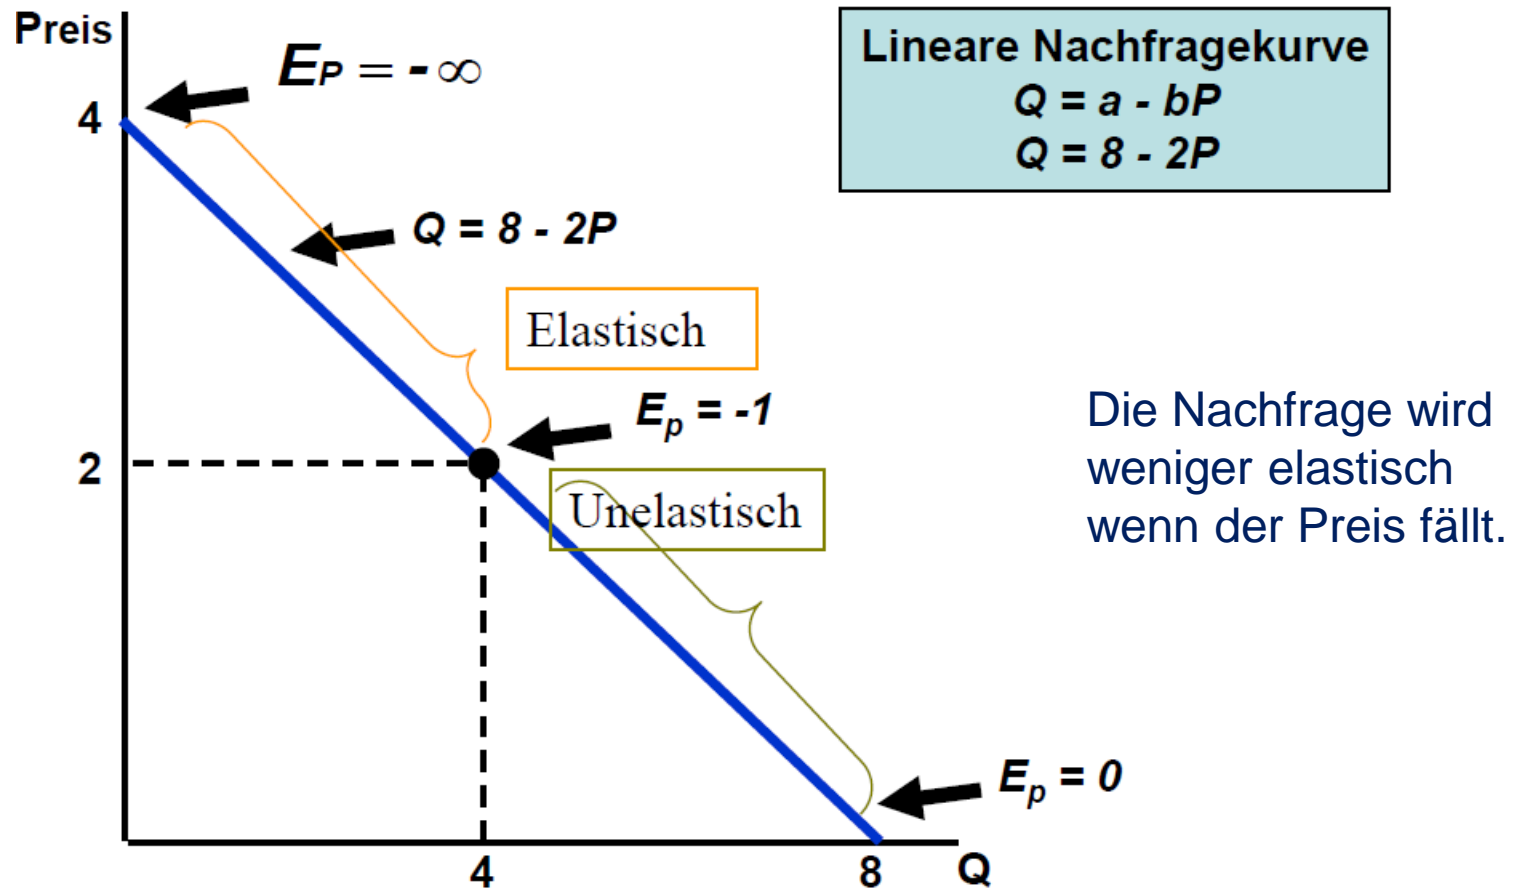 Preis
E_P = - ∞
4
Q = 8 - 2P
Elastisch
E_p = -1
2
Unelastisch
E_p = 0
4
8
Q
Lineare Nachfragekurve
Q = a - bP
Q = 8 - 2P
Die Nachfrage wird
weniger elastisch
wenn der Preis fällt.